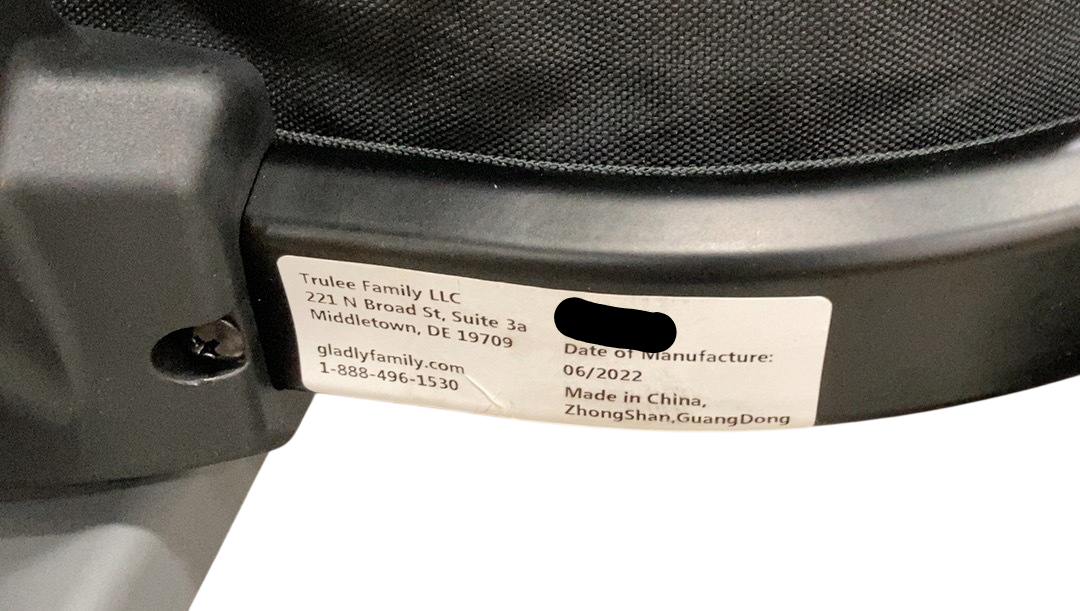 Trulee Family LLC
221 N Broad St, Suite 3a
Middletown, DE 19709
gladlyfamily.com
1-888-496-1530
Date of Manufacture:
06/2022
Made in China,
ZhongShan,GuangDong